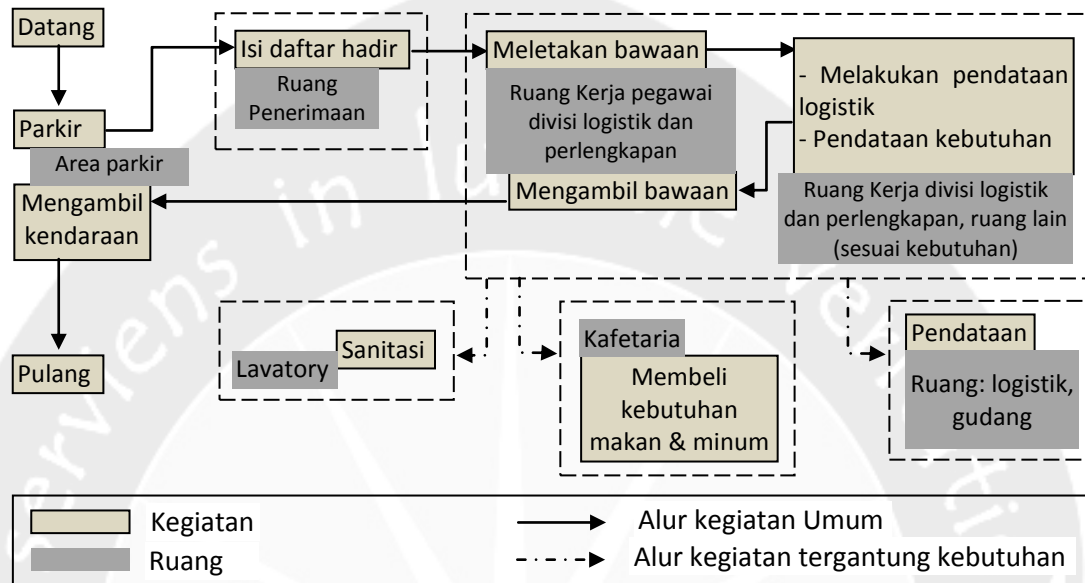 Datang
Parkir
Area parkir
Mengambil
kendaraan
Pulang
Isi daftar hadir
Ruang
Penerimaan
Meletakan bawaan
Ruang Kerja pegawai
divisi logistik dan
perlengkapan
Mengambil bawaan
- Melakukan pendataan
logistik
- Pendataan kebutuhan
Ruang Kerja divisi logistik
dan perlengkapan, ruang lain
(sesuai kebutuhan)
Sanitasi
Lavatory
Kafetaria
Membeli
kebutuhan
makan & minum
Pendataan
Ruang: logistik,
gudang
Kegiatan
Ruang
Alur kegiatan Umum
Alur kegiatan tergantung kebutuhan
serviens in